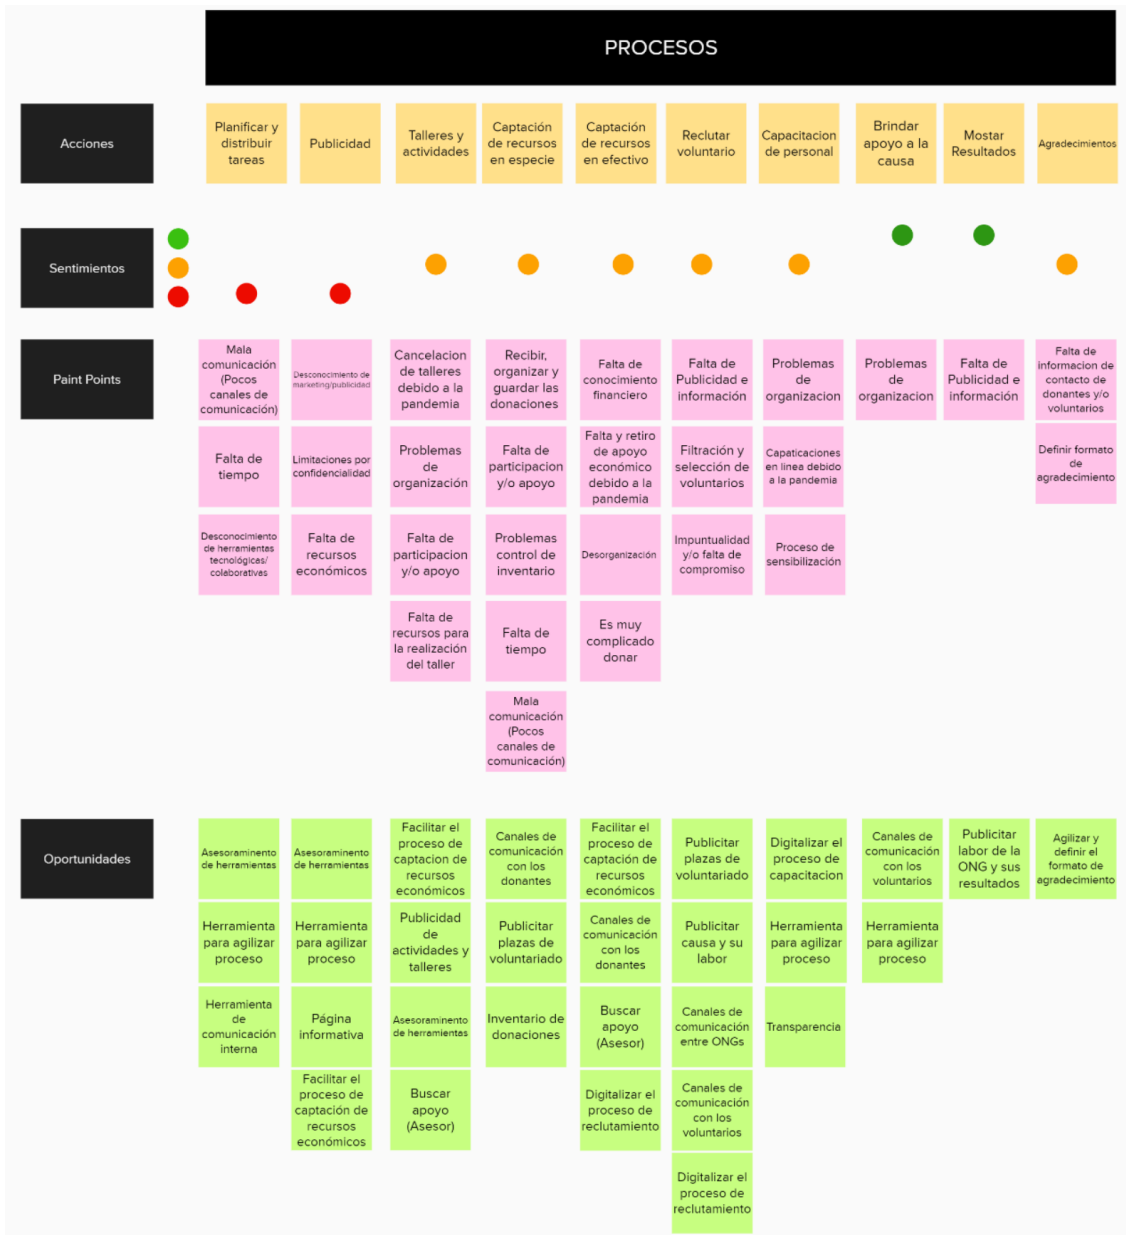 PROCESOS
Acciones
Planificar y
distribuir
tareas
Publicidad
Talleres y
actividades
Captación
de recursos
en especie
Captación
de recursos
en efectivo
Reclutar
voluntario
Capacitacion
de personal
Brindar
apoyo a la
causa
Mostar
Resultados
Agradecimientos
Sentimientos
Paint Points
Mala
comunicación
(Pocos
canales de
comunicación)
Desconocimiento de
marketing/publicidad
Cancelacion
de talleres
debido a la
pandemia
Recibir,
organizar y
guardar las
donaciones
Falta de
conocimiento
financiero
Falta de
Publicidad e
información
Problemas
de
organizacion
Problemas
de
organizacion
Falta de
Publicidad e
información
Falta de
informacion de
contacto de
donantes y/o
voluntarios
Falta de
tiempo
Limitaciones por
confidencialidad
Problemas
de
organización
Falta de
participacion
y/o apoyo
Falta y retiro
de apoyo
económico
debido a la
pandemia
Filtración y
selección de
voluntarios
Capaticaciones
en linea debido
a la pandemia
Definir formato
de
agradecimiento
Desconocimiento
de herramientas
tecnológicas/
colaborativas
Falta de
recursos
económicos
Falta de
participacion
y/o apoyo
Problemas
control de
inventario
Desorganización
Impuntualidad
y/o falta de
compromiso
Proceso de
sensibilización
Falta de
recursos para
la realización
del taller
Falta de
tiempo
Es muy
complicado
donar
Mala
comunicación
(Pocos
canales de
comunicación)
Oportunidades
Asesoraminento
de herramientas
Asesoraminento
de herramientas
Facilitar el
proceso de
captacion de
recursos
económicos
Canales de
comunicación
con los
donantes
Facilitar el
proceso de
captación de
recursos
económicos
Publicitar
plazas de
voluntariado
Digitalizar el
proceso de
capacitacion
Canales de
comunicación
con los
voluntarios
Publicitar
labor de la
ONG y sus
resultados
Agilizar y
definir el
formato de
agradecimiento
Herramienta
para agilizar
proceso
Herramienta
para agilizar
proceso
Publicidad
de
actividades y
talleres
Publicitar
plazas de
voluntariado
Canales de
comunicación
con los
donantes
Publicitar
causa y su
labor
Herramienta
para agilizar
proceso
Herramienta
para agilizar
proceso
Herramienta
de
comunicación
interna
Página
informativa
Asesoraminento
de herramientas
Inventario de
donaciones
Buscar
apoyo
(Asesor)
Canales de
comunicación
entre ONGs
Transparencia
Facilitar el
proceso de
captación de
recursos
económicos
Buscar
apoyo
(Asesor)
Digitalizar el
proceso de
reclutamiento
Canales de
comunicación
con los
voluntarios
Digitalizar el
proceso de
reclutamiento